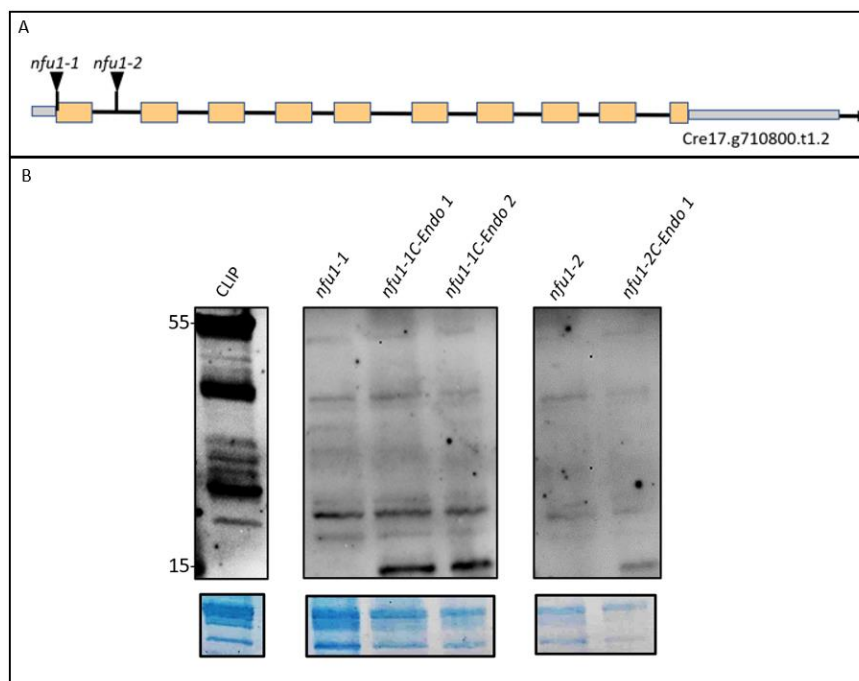 A
nfu1-1 nfu1-2
Cre17.g710800.t1.2
B
CLIP
nfu1-1
nfu1-1C-Endo 1
nfu1-1C-Endo 2
nfu1-2
nfu1-2C-Endo 1
55-
15-